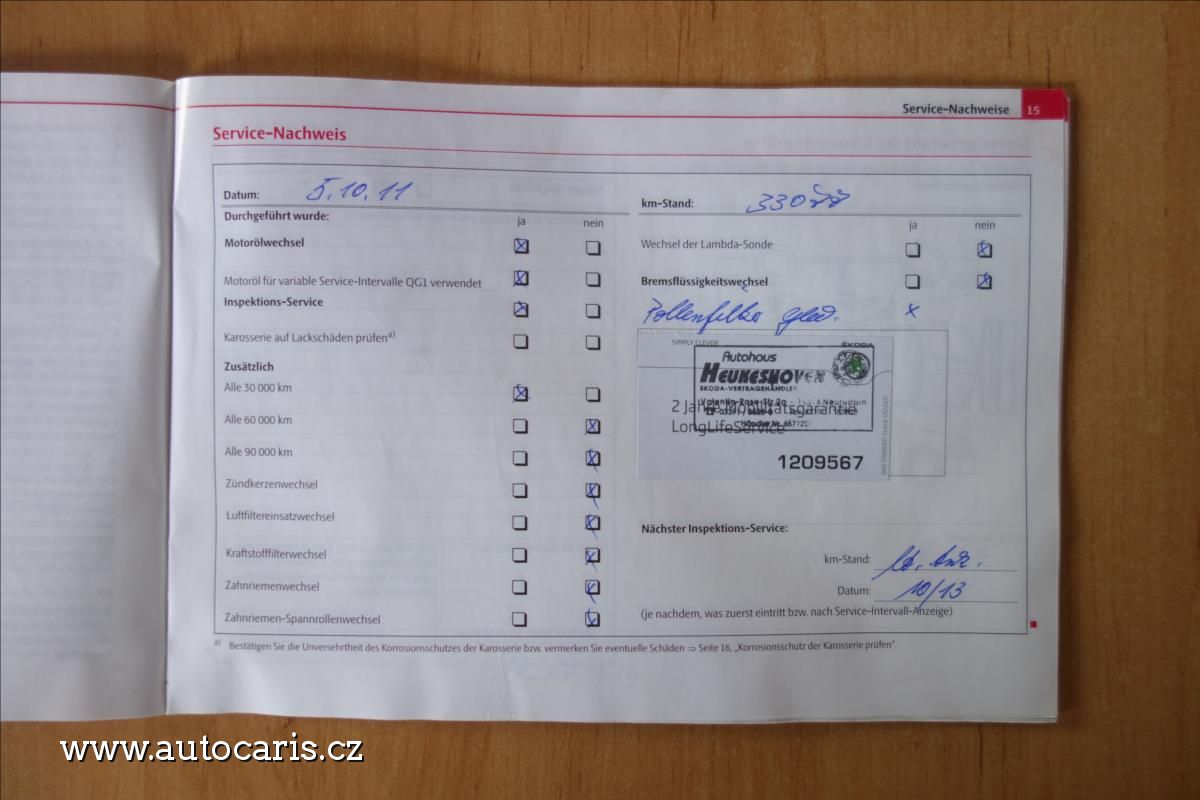 Service-Nachweise 15
Service-Nachweis
Datum: 5.10.11
Durchgeführt wurde:
ja nein
Motorölwechsel
Motoröl für variable Service-Intervalle QG1 verwendet
Inspektions-Service
Karosserie auf Lackschäden prüfen a)
Zusätzlich
Alle 30 000 km
Alle 60 000 km
Alle 90 000 km
Zündkerzenwechsel
Luftfiltereinsatzwechsel
Kraftstofffilterwechsel
Zahnriemenwechsel
Zahnriemen-Spannrollenwechsel
km-Stand: 33088
ja nein
Wechsel der Lambda-Sonde
Bremsflüssigkeitswechsel
Pollenfilter x
SIMPLY CLEVER ŠKODA
Autohaus
HEUKESHOVEN
SKODA-VERTRAGSHÄNDLER
2 Jahre Mobilitätsgarantie
LongLifeService
1209567
Nächster Inspektions-Service:
km-Stand:
Datum: 10/13
(je nachdem, was zuerst eintritt bzw. nach Service-Intervall-Anzeige)
a) Bestätigen Sie die Unversehrtheit des Korrosionsschutzes der Karosserie bzw. vermerken Sie eventuelle Schäden ⇒ Seite 16, „Korrosionsschutz der Karosserie prüfen“.
www.autocaris.cz